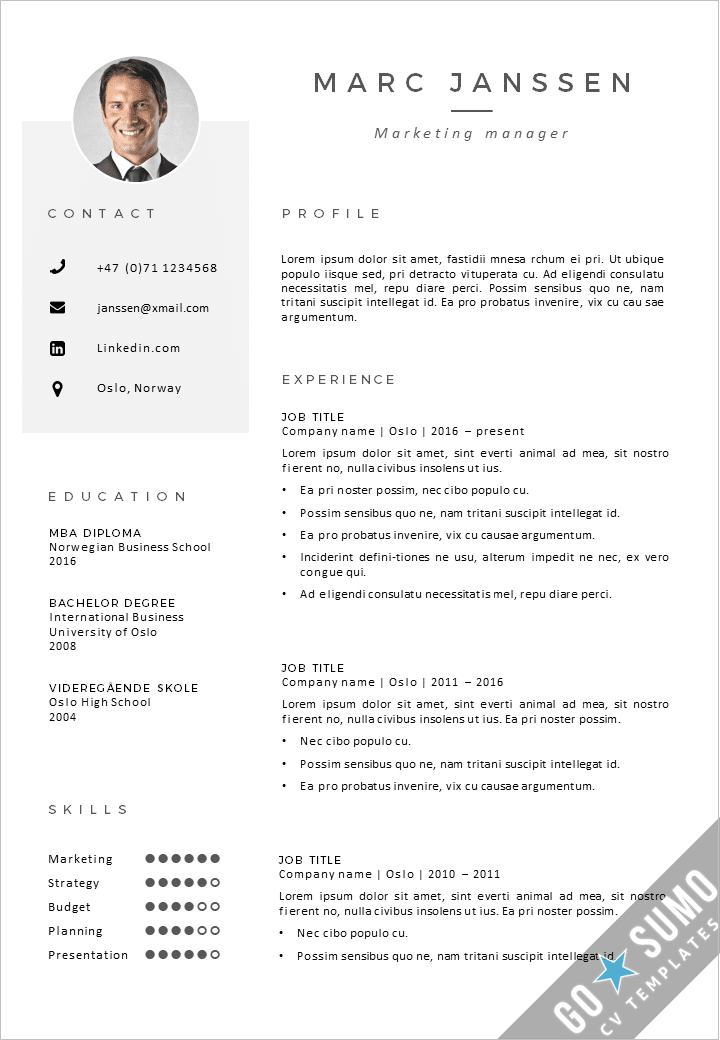 MARC JANSSEN
Marketing manager
CONTACT
+47 (0)71 1234568
janssen@xmail.com
Linkedin.com
Oslo, Norway
EDUCATION
MBA DIPLOMA
Norwegian Business School
2016
BACHELOR DEGREE
International Business
University of Oslo
2008
VIDEREGÅENDE SKOLE
Oslo High School
2004
SKILLS
Marketing
Strategy
Budget
Planning
Presentation
PROFILE
Lorem ipsum dolor sit amet, fastidii mnesa rchum ei pri. Ut ubique
populo iisque sed, pri detracto vituperata cu. Ad eligendi consulatu
necessitatis mel, repu diare perci. Possim sensibus quo ne, nam
tritani suscipit intellegat id. Ea pro probatus invenire, vix cu cau sae
argumentum.
EXPERIENCE
JOB TITLE
Company name | Oslo | 2016 – present
Lorem ipsum dolor sit amet, sint everti animal ad mea, sit nostro
fierent no, nulla civibus insolens ut ius.
• Ea pri noster possim, nec cibo populo cu.
• Possim sensibus quo ne, nam tritani suscipit intellegat id.
• Ea pro probatus invenire, vix cu causae argumentum.
• Inciderint defini-tiones ne usu, alterum impedit ne nec, ex vero
congue qui.
• Ad eligendi consulatu necessitatis mel, repu diare perci.
JOB TITLE
Company name | Oslo | 2011 – 2016
Lorem ipsum dolor sit amet, sint everti animal ad mea, sit nostro
fierent no, nulla civibus insolens ut ius. Ea pri noster possim.
• Nec cibo populo cu.
• Possim sensibus quo ne, nam tritani suscipit intellegat id.
• Ea pro probatus invenire, vix cu causae argumentum.
JOB TITLE
Company name | Oslo | 2010 – 2011
Lorem ipsum dolor sit amet, sint everti animal ad mea, sit nostro
fierent no, nulla civibus insolens ut ius. Ea pri noster possim.
• Nec cibo populo cu.
• Possim sensibus quo ne, nam tritani suscipit intellegat id
GO SUMO
CV TEMPLATES